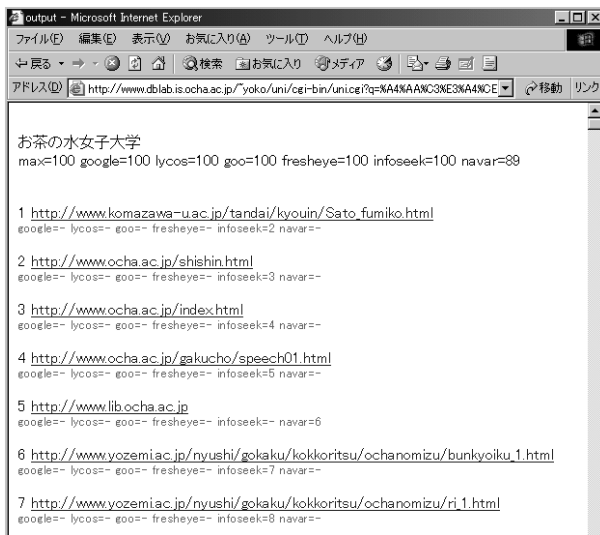 output - Microsoft Internet Explorer
ファイル(F) 編集(E) 表示(V) お気に入り(A) ツール(T) ヘルプ(H)
戻る 検索 お気に入り メディア
アドレス(D) http://www.dblab.is.ocha.ac.jp/~yoko/uni/cgi-bin/uni.cgi?q=%A4%AA%C3%E3%A4%CE 移動 リンク
お茶の水女子大学
max=100 google=100 lycos=100 goo=100 fresheye=100 infoseek=100 navar=89
1 http://www.komazawa-u.ac.jp/tandai/kyouin/Sato_fumiko.html
google=- lycos=- goo=- fresheye=- infoseek=2 navar=-
2 http://www.ocha.ac.jp/shishin.html
google=- lycos=- goo=- fresheye=- infoseek=3 navar=-
3 http://www.ocha.ac.jp/index.html
google=- lycos=- goo=- fresheye=- infoseek=4 navar=-
4 http://www.ocha.ac.jp/gakucho/speech01.html
google=- lycos=- goo=- fresheye=- infoseek=5 navar=-
5 http://www.lib.ocha.ac.jp
google=- lycos=- goo=- fresheye=- infoseek=- navar=6
6 http://www.yozemi.ac.jp/nyushi/gokaku/kokkoritsu/ochanomizu/bunkyoiku_1.html
google=- lycos=- goo=- fresheye=- infoseek=7 navar=-
7 http://www.yozemi.ac.jp/nyushi/gokaku/kokkoritsu/ochanomizu/ri_1.html
google=- lycos=- goo=- fresheye=- infoseek=8 navar=-